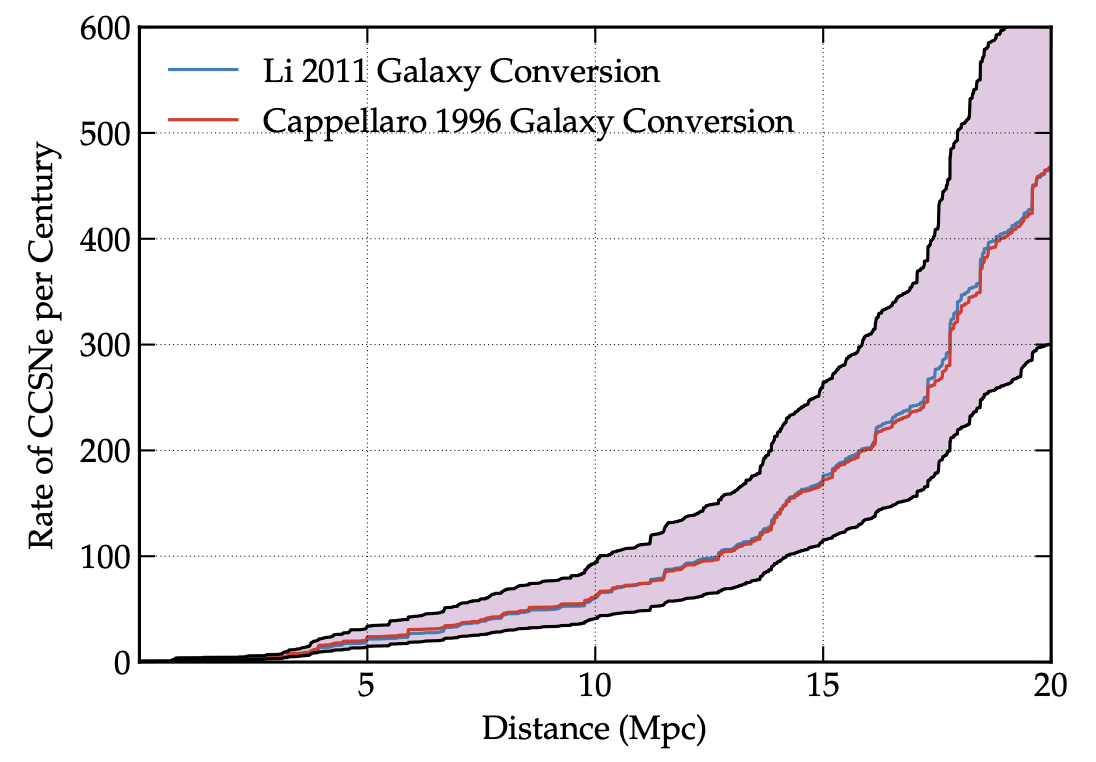 600
500
400
300
200
100
0
Rate of CCSNe per Century
Li 2011 Galaxy Conversion
Cappellaro 1996 Galaxy Conversion
5 10 15 20
Distance (Mpc)